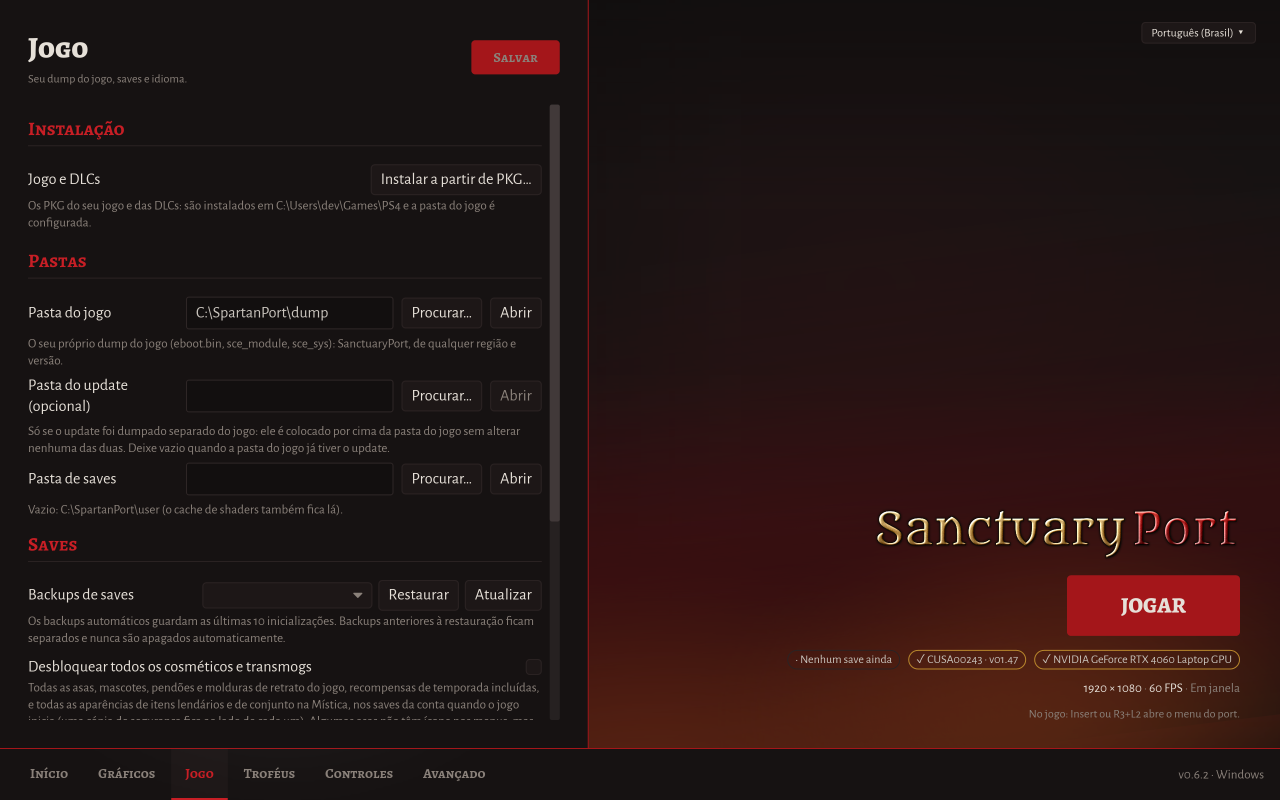 Jogo
Seu dump do jogo, saves e idioma.
Salvar
Instalação
Jogo e DLCs
Instalar a partir de PKG...
Os PKG do seu jogo e das DLCs: são instalados em C:\Users\dev\Games\PS4 e a pasta do jogo é
configurada.
Pastas
Pasta do jogo
C:\SpartanPort\dump
Procurar...
Abrir
O seu próprio dump do jogo (eboot.bin, sce_module, sce_sys): SanctuaryPort, de qualquer região e
versão.
Pasta do update
(opcional)
Procurar...
Abrir
Só se o update foi dumpado separado do jogo: ele é colocado por cima da pasta do jogo sem alterar
nenhuma das duas. Deixe vazio quando a pasta do jogo já tiver o update.
Pasta de saves
Procurar...
Abrir
Vazio: C:\SpartanPort\user (o cache de shaders também fica lá).
Saves
Backups de saves
Restaurar
Atualizar
Os backups automáticos guardam as últimas 10 inicializações. Backups anteriores à restauração ficam
separados e nunca são apagados automaticamente.
Desbloquear todos os cosméticos e transmogs
Todas as asas, mascotes, pendões e molduras de retrato do jogo, recompensas de temporada incluídas,
e todas as aparências de itens lendários e de conjunto na Mística, nos saves da conta quando o jogo
Português (Brasil) ▾
Sanctuary Port
JOGAR
· Nenhum save ainda
✓ CUSA00243 · v01.47
✓ NVIDIA GeForce RTX 4060 Laptop GPU
1920 × 1080 · 60 FPS · Em janela
No jogo: Insert ou R3+L2 abre o menu do port.
Início
Gráficos
Jogo
Troféus
Controles
Avançado
v0.6.2 · Windows